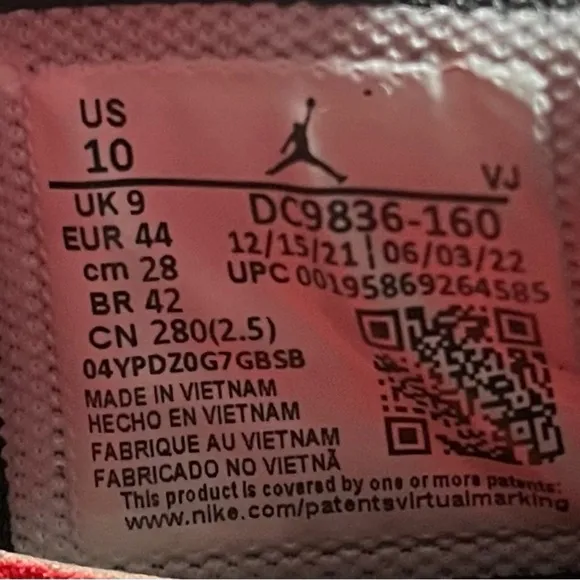 US
10
VJ
UK 9
DC9836-160
EUR 44
12/15/21 | 06/03/22
cm 28
UPC 00195869264585
BR 42
CN 280(2.5)
04YPDZ0G7GBSB
MADE IN VIETNAM
HECHO EN VIETNAM
FABRIQUE AU VIETNAM
FABRICADO NO VIETNÃ
This product is covered by one or more patents:
www.nike.com/patentsvirtualmarking